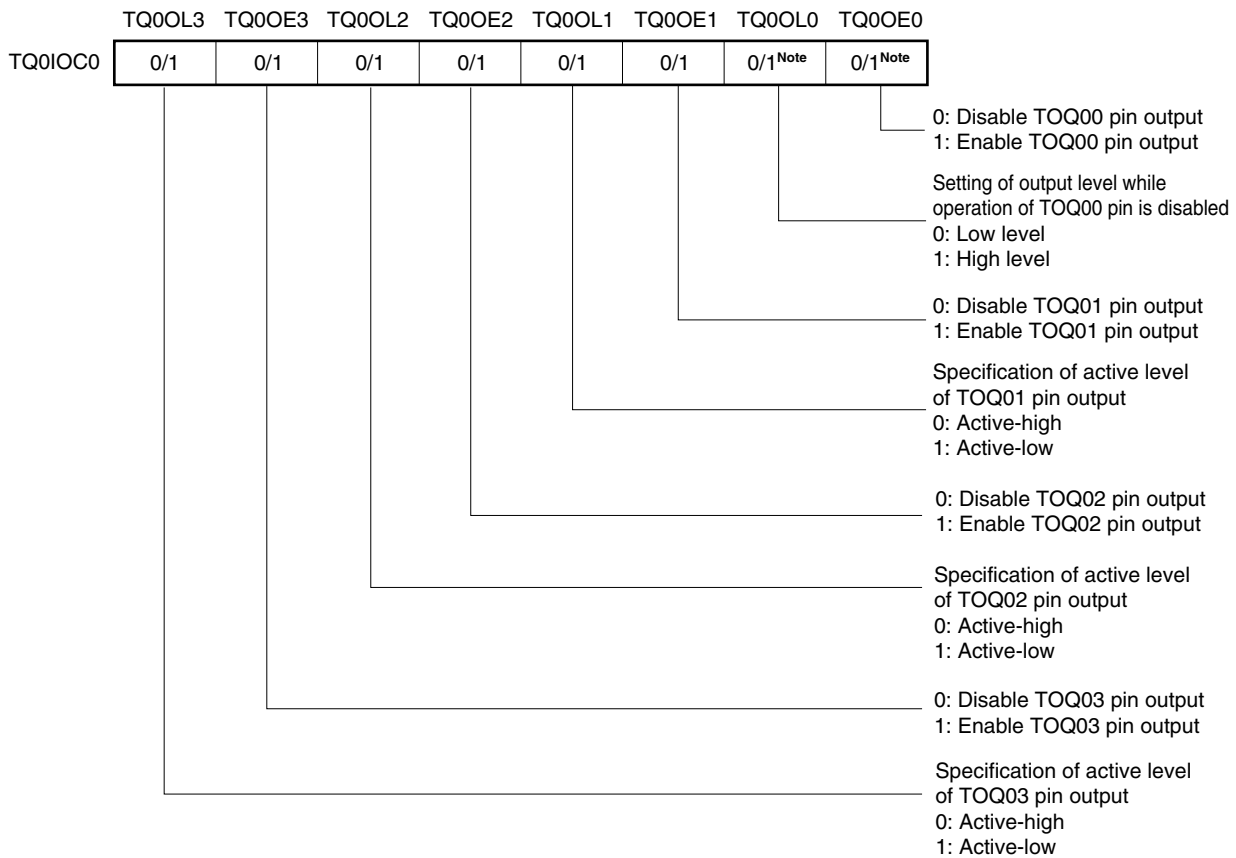 TQ0OL3 TQ0OE3 TQ0OL2 TQ0OE2 TQ0OL1 TQ0OE1 TQ0OL0 TQ0OE0
TQ0IOC0 0/1 0/1 0/1 0/1 0/1 0/1 0/1Note 0/1Note
0: Disable TOQ00 pin output
1: Enable TOQ00 pin output
Setting of output level while
operation of TOQ00 pin is disabled
0: Low level
1: High level
0: Disable TOQ01 pin output
1: Enable TOQ01 pin output
Specification of active level
of TOQ01 pin output
0: Active-high
1: Active-low
0: Disable TOQ02 pin output
1: Enable TOQ02 pin output
Specification of active level
of TOQ02 pin output
0: Active-high
1: Active-low
0: Disable TOQ03 pin output
1: Enable TOQ03 pin output
Specification of active level
of TOQ03 pin output
0: Active-high
1: Active-low